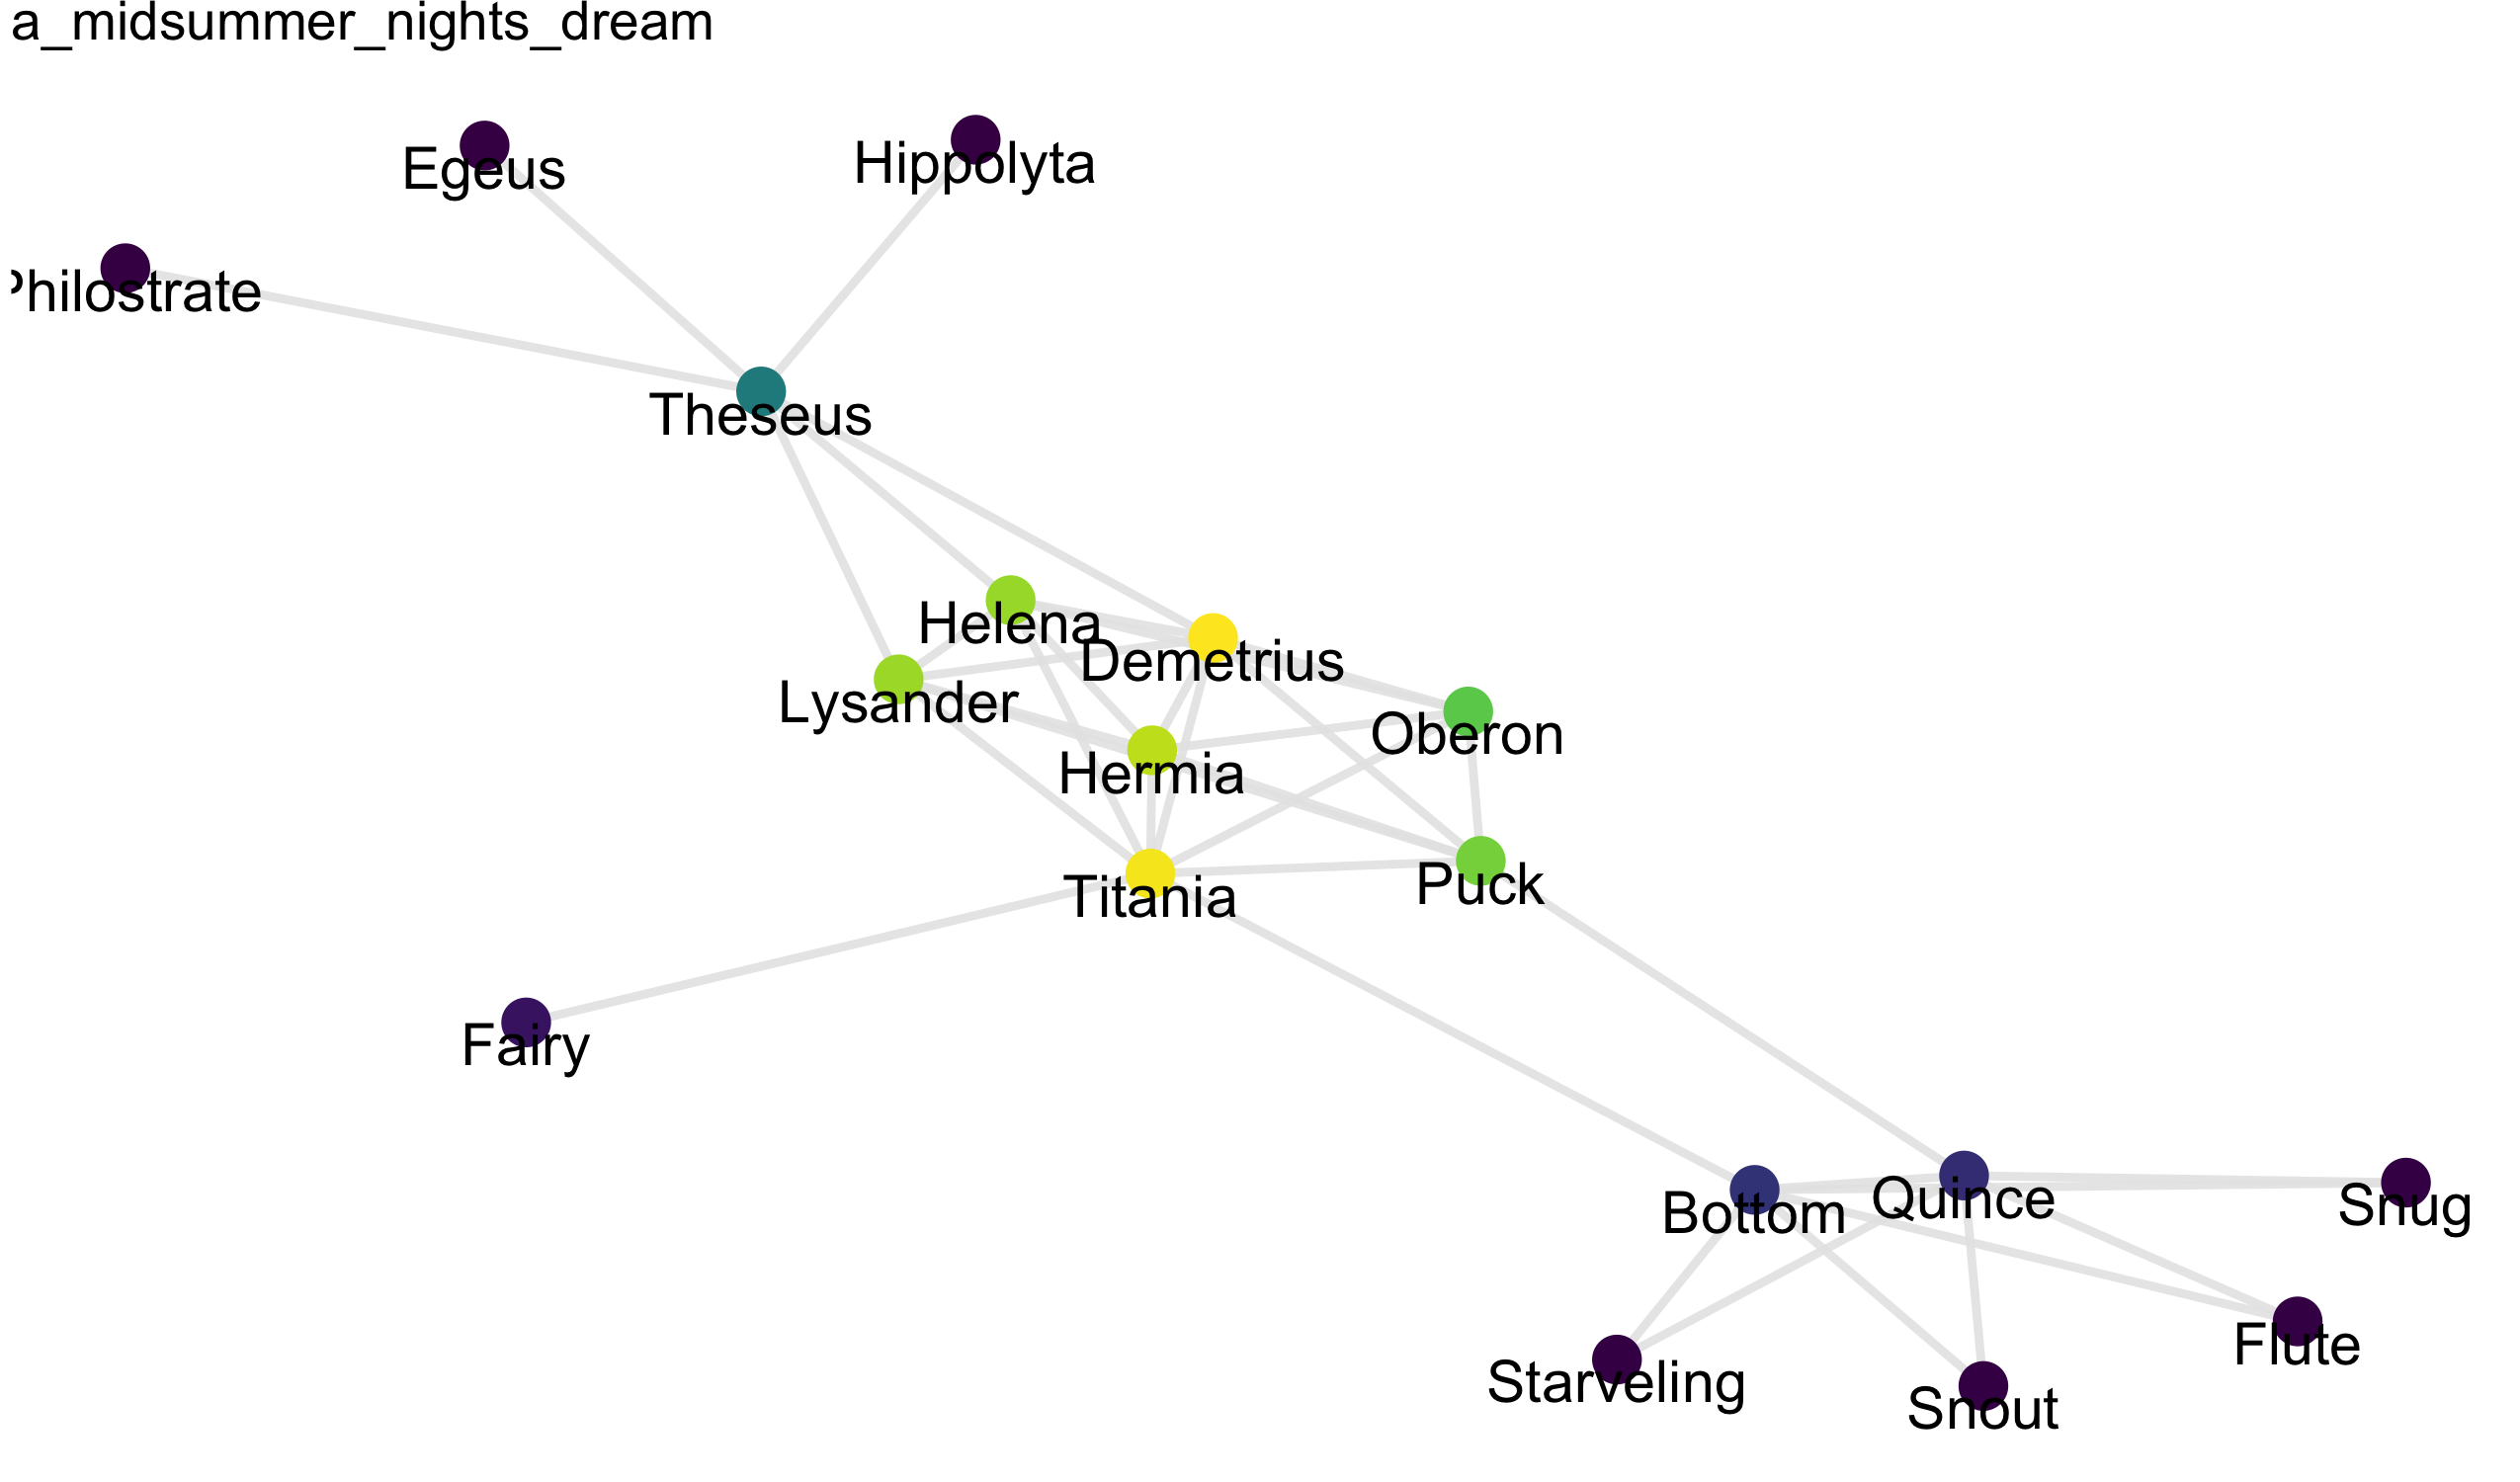 a_midsummer_nights_dream
Egeus
Hippolyta
Philostrate
Theseus
Helena
Demetrius
Lysander
Oberon
Hermia
Puck
Titania
Fairy
Bottom
Quince
Snug
Flute
Starveling
Snout